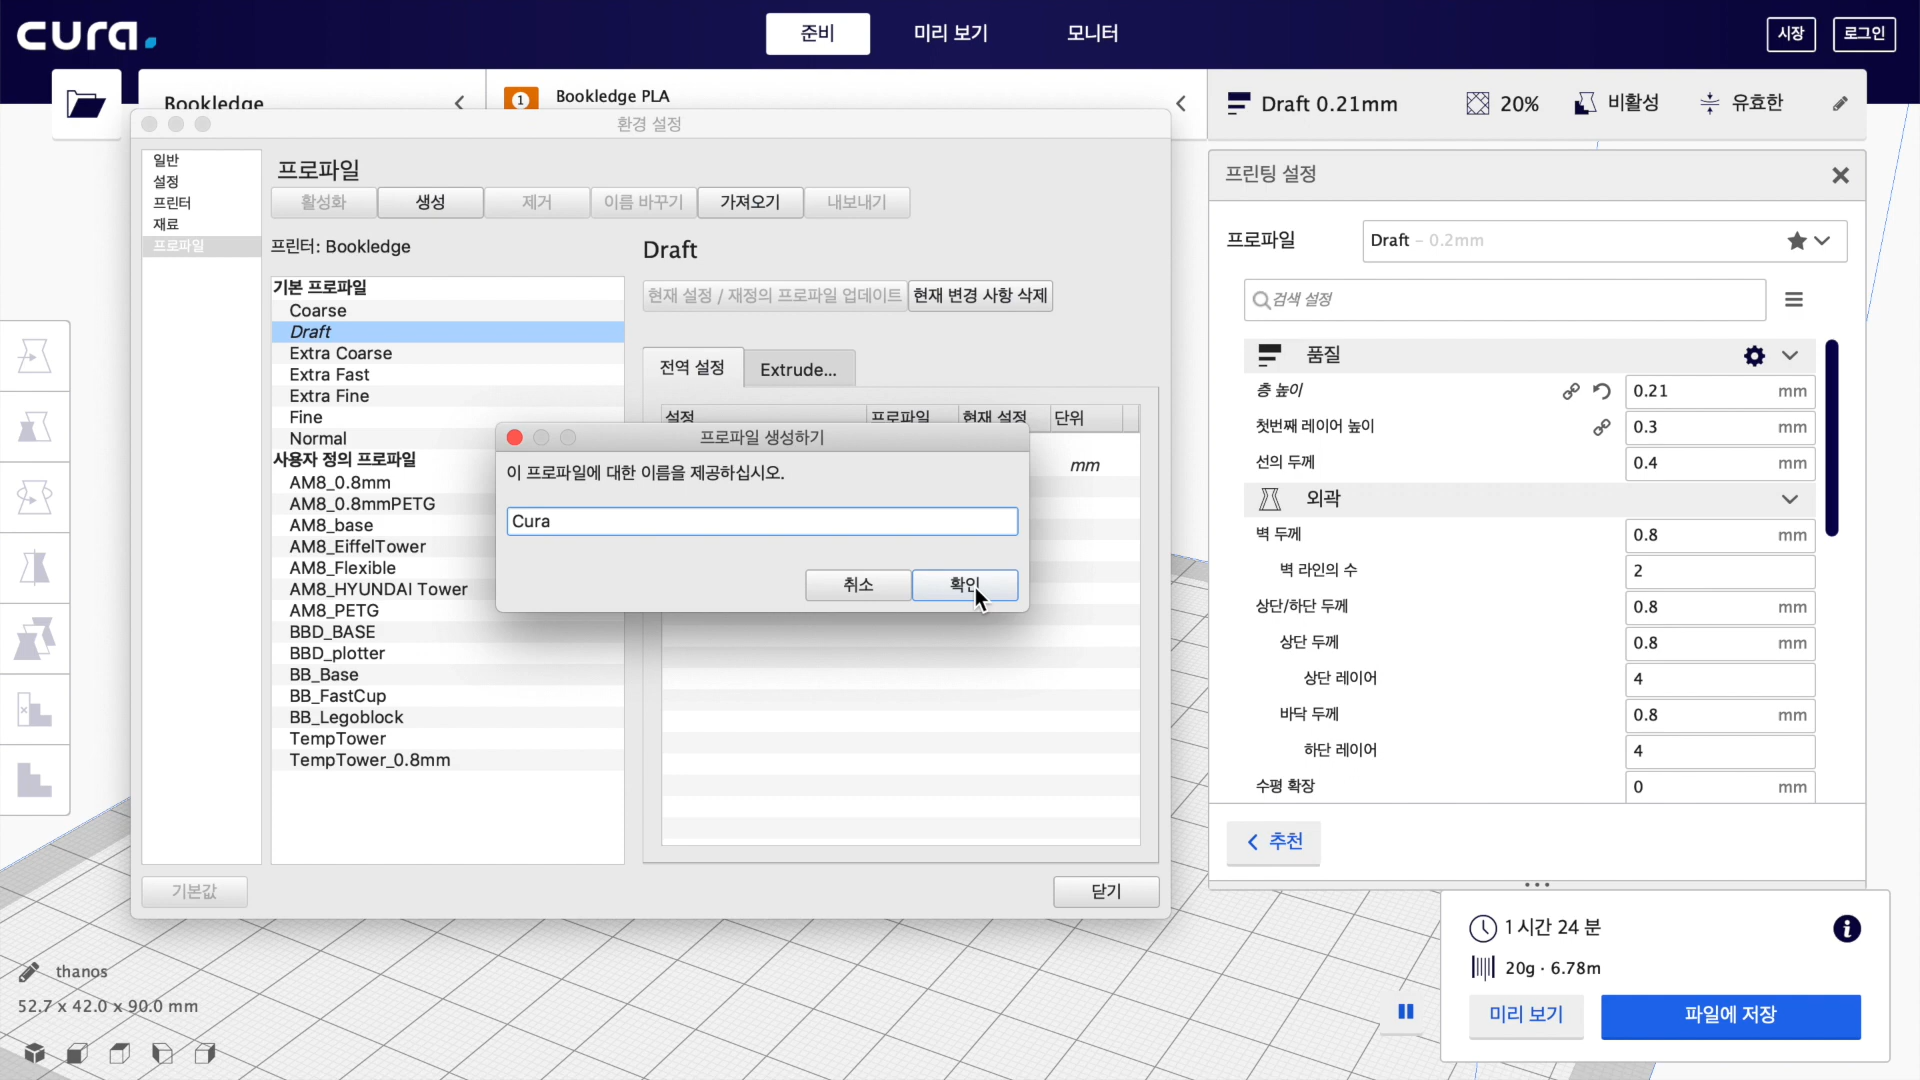 cura.
준비
미리 보기
모니터
시장
로그인
Bookledge
1
Bookledge PLA
Draft 0.21mm
20%
비활성
유효한
환경 설정
일반
설정
프린터
재료
프로파일
프로파일
활성화
생성
제거
이름 바꾸기
가져오기
내보내기
프린터: Bookledge
기본 프로파일
Coarse
Draft
Extra Coarse
Extra Fast
Extra Fine
Fine
Normal
사용자 정의 프로파일
AM8_0.8mm
AM8_0.8mmPETG
AM8_base
AM8_EiffelTower
AM8_Flexible
AM8_HYUNDAI Tower
AM8_PETG
BBD_BASE
BBD_plotter
BB_Base
BB_FastCup
BB_Legoblock
TempTower
TempTower_0.8mm
Draft
현재 설정 / 재정의 프로파일 업데이트
현재 변경 사항 삭제
전역 설정
Extrude...
설정
프로파일
현재 설정
단위
mm
프로파일 생성하기
이 프로파일에 대한 이름을 제공하십시오.
Cura
취소
확인
기본값
닫기
프린팅 설정
프로파일
Draft - 0.2mm
검색 설정
품질
층 높이 0.21 mm
첫번째 레이어 높이 0.3 mm
선의 두께 0.4 mm
외곽
벽 두께 0.8 mm
벽 라인의 수 2
상단/하단 두께 0.8 mm
상단 두께 0.8 mm
상단 레이어 4
바닥 두께 0.8 mm
하단 레이어 4
수평 확장 0 mm
추천
1 시간 24 분
20g · 6.78m
미리 보기
파일에 저장
thanos
52.7 x 42.0 x 90.0 mm